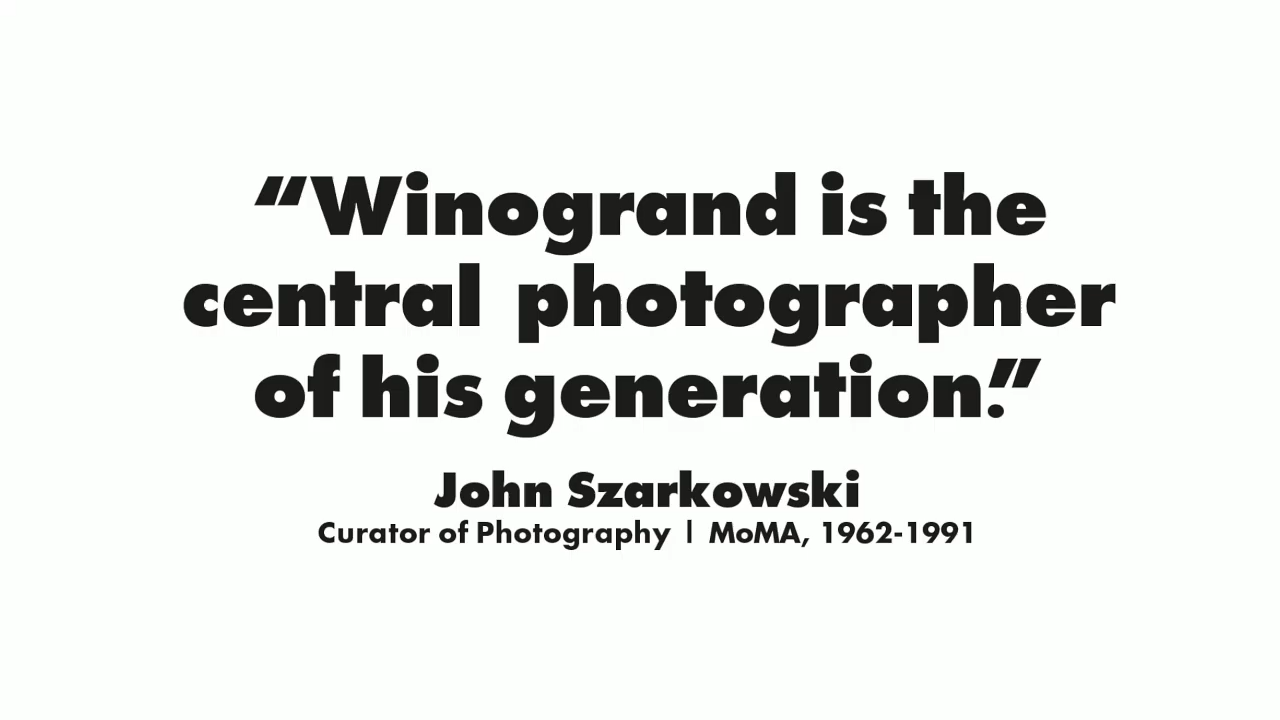 “Winogrand is the
central photographer
of his generation.”
John Szarkowski
Curator of Photography | MoMA, 1962-1991